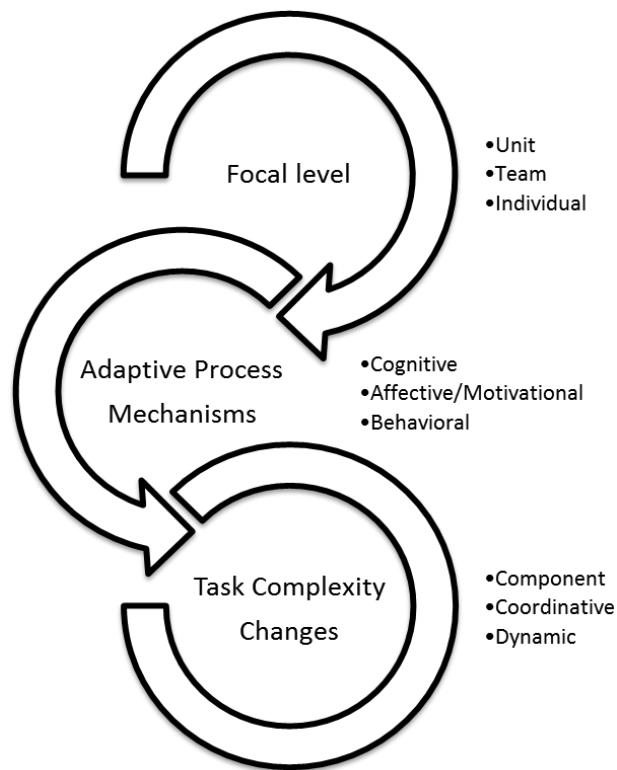 Focal level
•Unit
•Team
•Individual
Adaptive Process
Mechanisms
•Cognitive
•Affective/Motivational
•Behavioral
Task Complexity
Changes
•Component
•Coordinative
•Dynamic